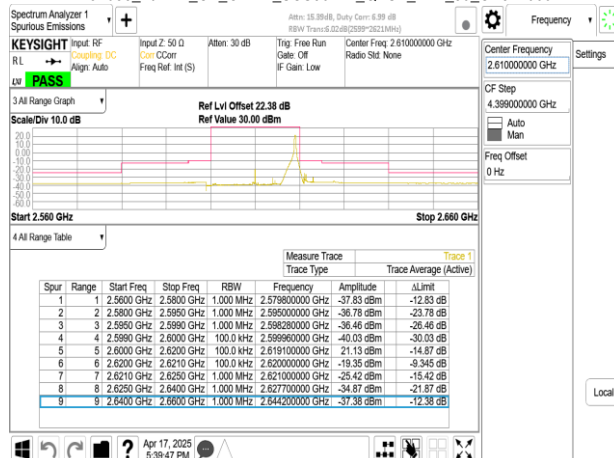 Spectrum Analyzer 1
Spurious Emissions
+
Attn: 15.39dB, Duty Corr: 6.99 dB
RBW Trans:6.02dB(2599~2621MHz)
Frequency
Settings
KEYSIGHT
RL
Input: RF
Coupling: DC
Align: Auto
Input Z: 50 Ω
Corr CCorr
Freq Ref: Int (S)
Atten: 30 dB
Trig: Free Run
Gate: Off
IF Gain: Low
Center Freq: 2.610000000 GHz
Radio Std: None
PASS
Center Frequency
2.610000000 GHz
CF Step
4.399000000 GHz
Auto
Man
Freq Offset
0 Hz
Local
3 All Range Graph
Scale/Div 10.0 dB
Ref Lvl Offset 22.38 dB
Ref Value 30.00 dBm
20.0
10.0
0.00
-10.0
-20.0
-30.0
-40.0
-50.0
-60.0
Start 2.560 GHz
Stop 2.660 GHz
4 All Range Table
Measure Trace Trace 1
Trace Type Trace Average (Active)
Spur Range Start Freq Stop Freq RBW Frequency Amplitude ΔLimit
1 1 2.5600 GHz 2.5800 GHz 1.000 MHz 2.579800000 GHz -37.83 dBm -12.83 dB
2 2 2.5800 GHz 2.5950 GHz 1.000 MHz 2.595000000 GHz -36.78 dBm -23.78 dB
3 3 2.5950 GHz 2.5990 GHz 1.000 MHz 2.598280000 GHz -36.46 dBm -26.46 dB
4 4 2.5990 GHz 2.6000 GHz 100.0 kHz 2.599960000 GHz -40.03 dBm -30.03 dB
5 5 2.6000 GHz 2.6200 GHz 100.0 kHz 2.619100000 GHz 21.13 dBm -14.87 dB
6 6 2.6200 GHz 2.6210 GHz 100.0 kHz 2.620000000 GHz -19.35 dBm -9.345 dB
7 7 2.6210 GHz 2.6250 GHz 1.000 MHz 2.621000000 GHz -25.42 dBm -15.42 dB
8 8 2.6250 GHz 2.6400 GHz 1.000 MHz 2.627700000 GHz -34.87 dBm -21.87 dB
9 9 2.6400 GHz 2.6600 GHz 1.000 MHz 2.644200000 GHz -37.38 dBm -12.38 dB
?
Apr 17, 2025
5:39:47 PM